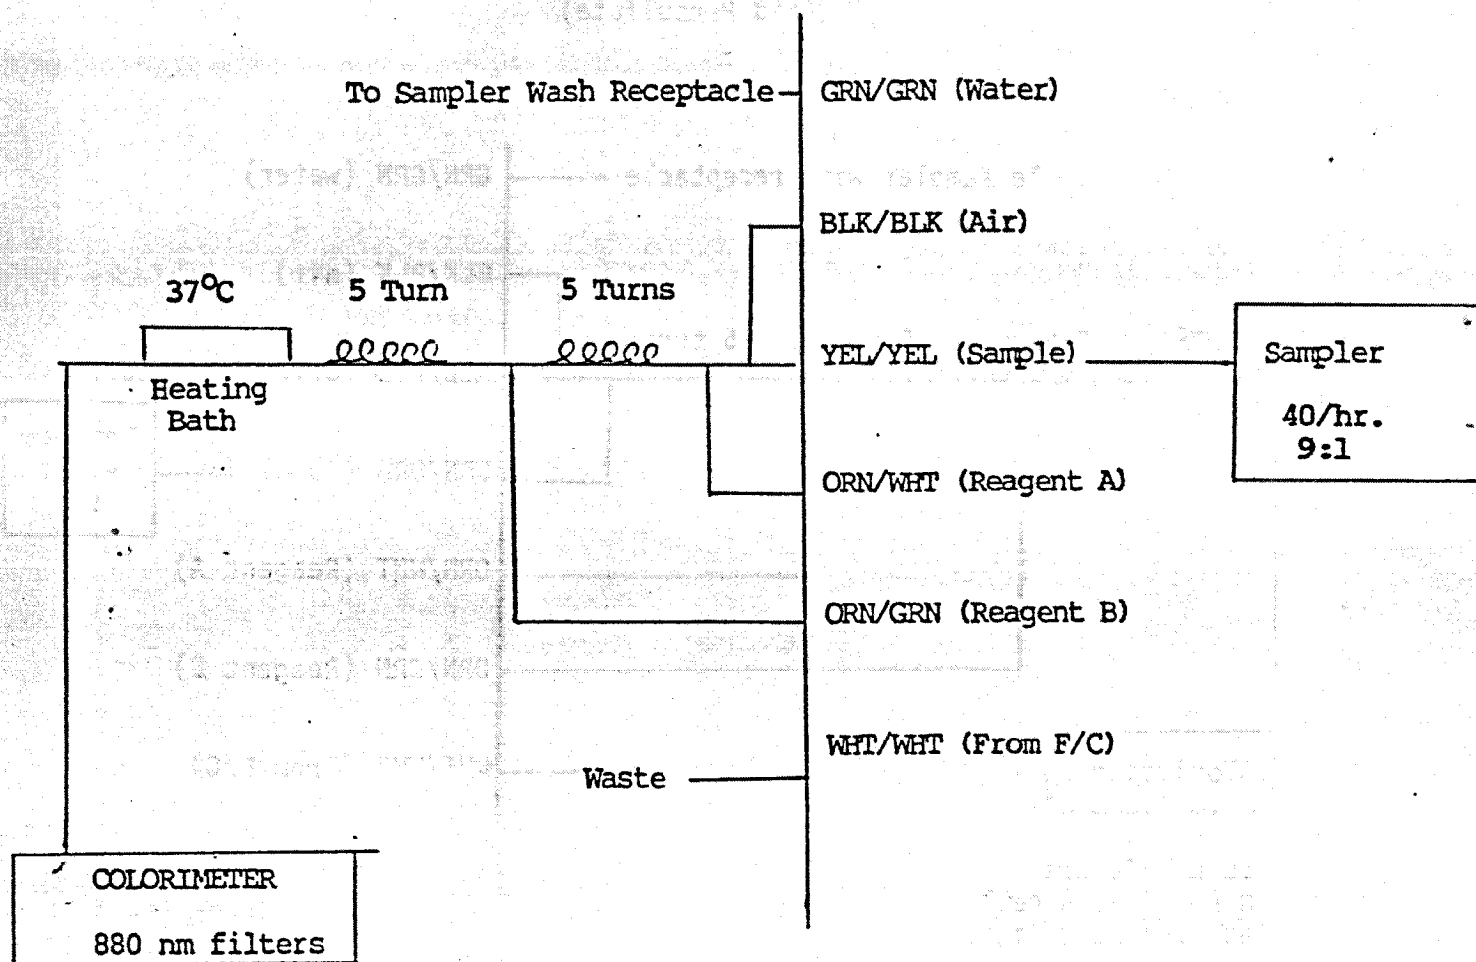 To Sampler Wash Receptacle
GRN/GRN (Water)
BLK/BLK (Air)
37°C
5 Turn
5 Turns
YEL/YEL (Sample)
Sampler
40/hr.
9:1
Heating
Bath
ORN/WHT (Reagent A)
ORN/GRN (Reagent B)
WHT/WHT (From F/C)
Waste
COLORIMETER
880 nm filters